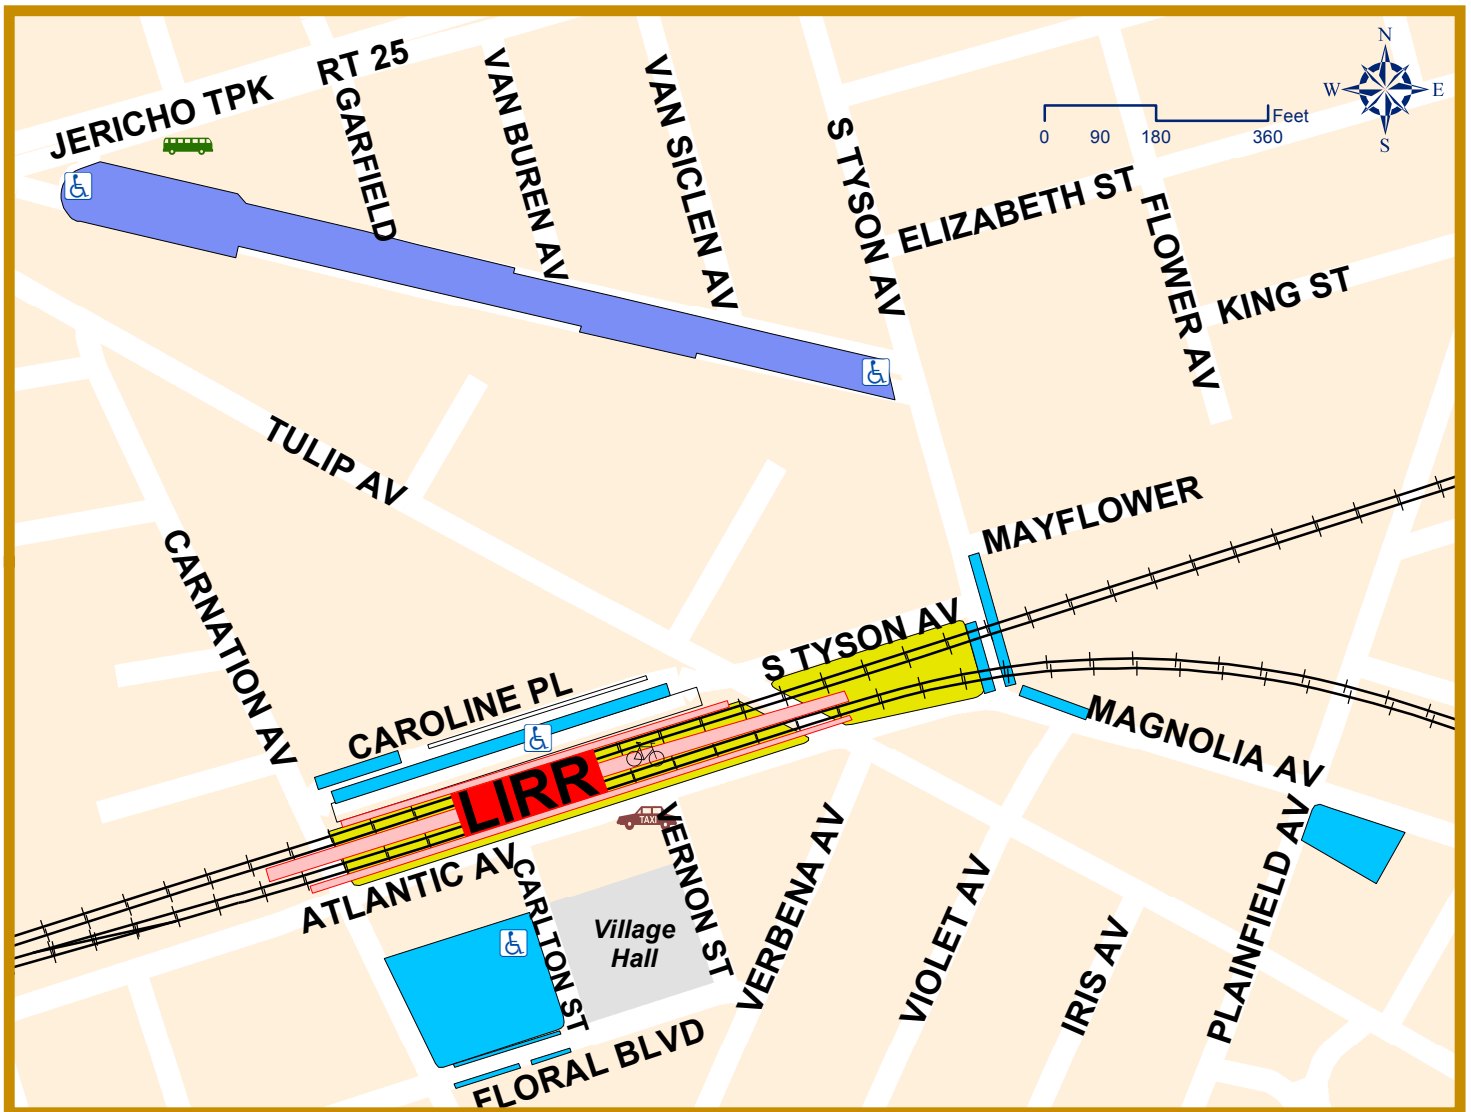 RT 25
JERICHO TPK
GARFIELD
VAN BUREN AV
VAN SICLEN AV
S TYSON AV
N
W
E
S
Feet
0 90 180 360
ELIZABETH ST
FLOWER AV
KING ST
TULIP AV
MAYFLOWER
CARNATION AV
S TYSON AV
CAROLINE PL
MAGNOLIA AV
LIRR
TAXI
ATLANTIC AV
CARLTON ST
VERNON ST
Village
Hall
VERBENA AV
VIOLET AV
IRIS AV
PLAINFIELD AV
FLORAL BLVD